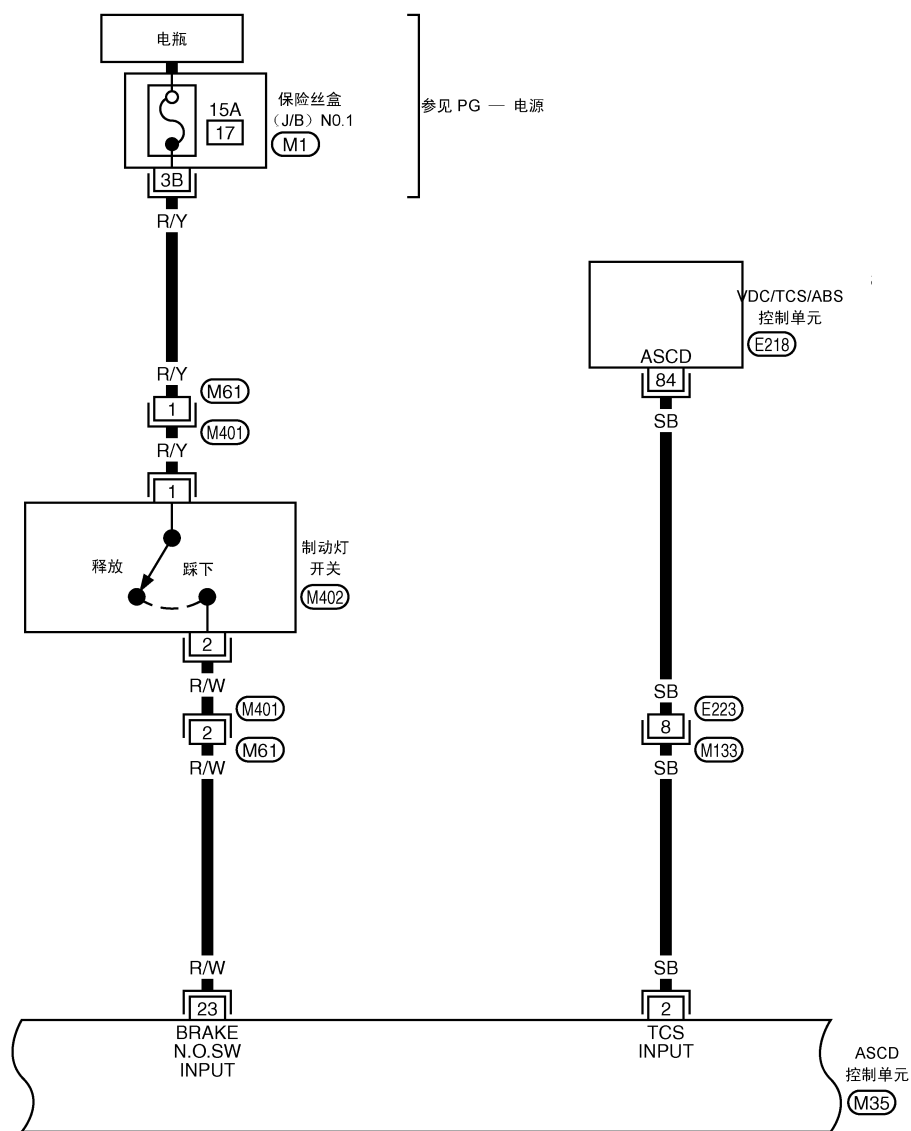 电瓶
15A
17
保险丝盒
（J/B）N0.1
M1
参见 PG — 电源
3B
R/Y
R/Y
M61
1
M401
R/Y
1
释放
踩下
制动灯
开关
M402
2
R/W
M401
2
M61
R/W
R/W
23
BRAKE
N.O.SW
INPUT
VDC/TCS/ABS
控制单元
E218
ASCD
84
SB
SB
E223
8
M133
SB
SB
2
TCS
INPUT
ASCD
控制单元
M35